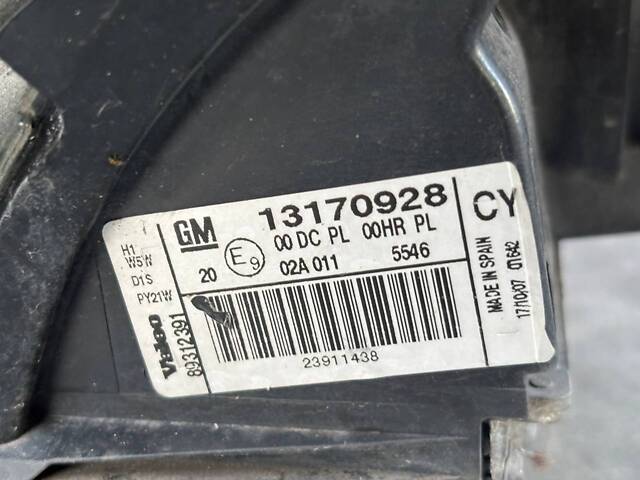 H1
W5W
D1S
PY21W
Valeo
89312391
GM 13170928
00 DC PL 00HR PL
20 E9 02A 011 5546
23911438
CY
MADE IN SPAIN
17/10/07 01642